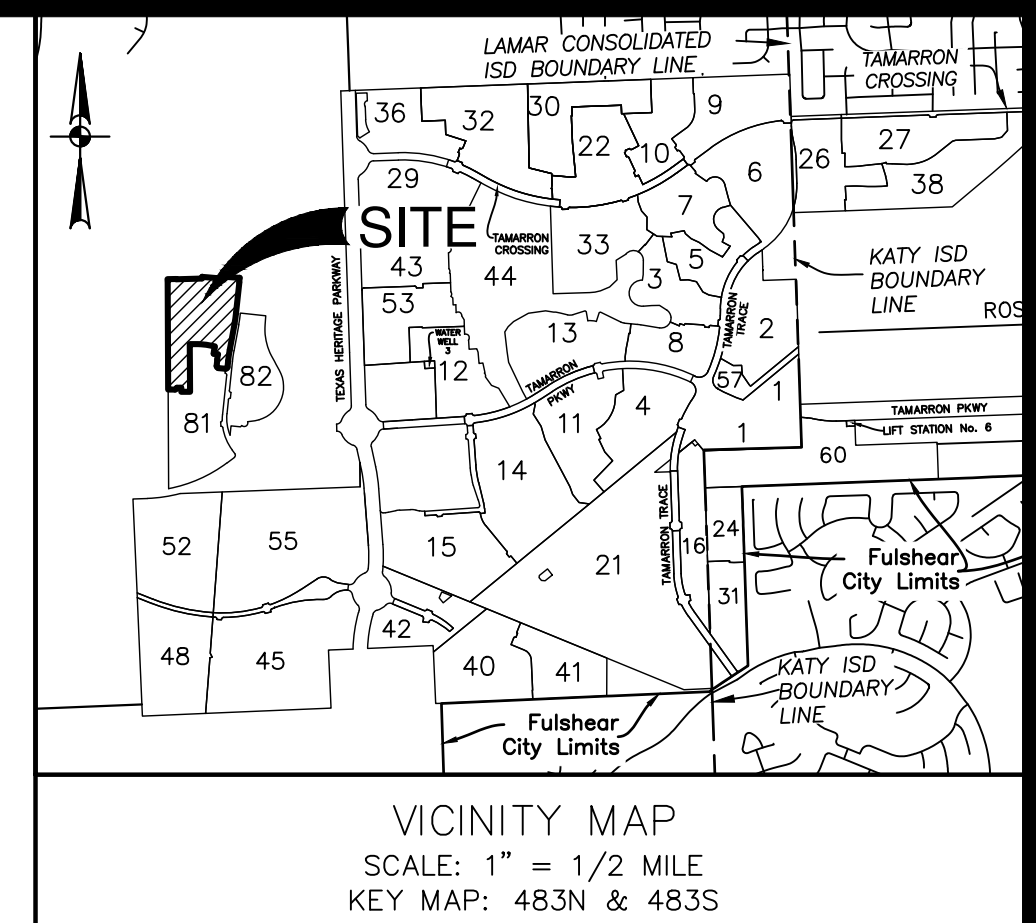 LAMAR CONSOLIDATED
ISD BOUNDARY LINE.
TAMARRON
CROSSING
36
32
30
22
10
9
6
26
27
38
29
SITE
TAMARRON
CROSSING
33
7
5
3
43
44
53
TEXAS HERITAGE PARKWAY
WATER
WELL
3
12
13
8
TAMARRON
TRACE
2
57
1
1
KATY ISD
BOUNDARY
LINE
ROS
82
81
TAMARRON
PKWY
11
4
14
TAMARRON PKWY
LIFT STATION No. 6
60
52
55
15
21
TAMARRON TRACE
16
24
31
Fulshear
City Limits
48
45
42
40
41
KATY ISD
BOUNDARY
LINE
Fulshear
City Limits
VICINITY MAP
SCALE: 1" = 1/2 MILE
KEY MAP: 483N & 483S